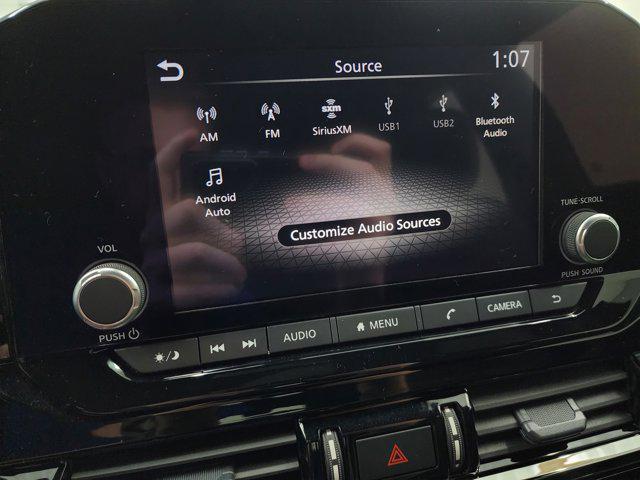 Source
1:07
AM
FM
sxm
SiriusXM
USB1
USB2
Bluetooth
Audio
Android
Auto
Customize Audio Sources
VOL
PUSH
TUNE·SCROLL
PUSH SOUND
AUDIO
MENU
CAMERA